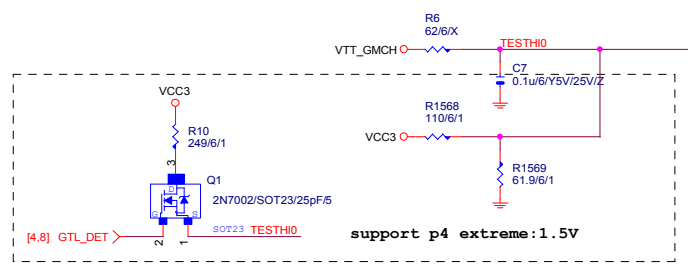 R6
62/6/X
VTT_GMCH
TESTHI0
C7
0.1u/6/Y5V/25V/Z
VCC3
R10
249/6/1
R1568
110/6/1
VCC3
R1569
61.9/6/1
3
Q1
D
2N7002/SOT23/25pF/5
G
S
[4,8] GTL_DET
2
1
SOT23
TESTHI0
support p4 extreme:1.5V